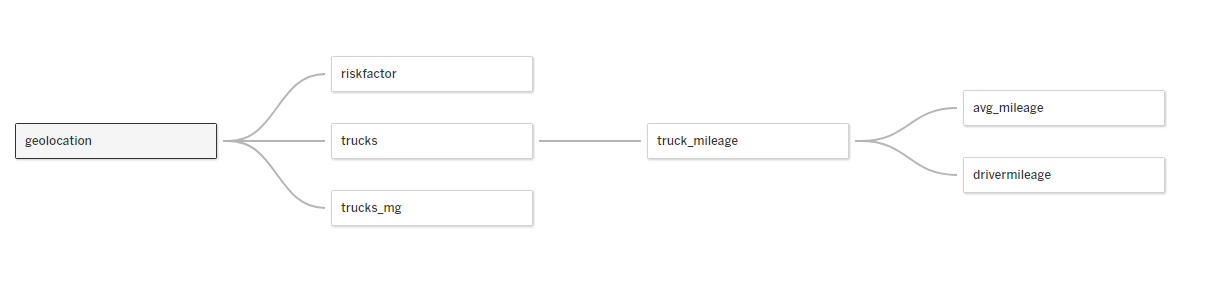 geolocation
riskfactor
trucks
trucks_mg
truck_mileage
avg_mileage
drivermileage